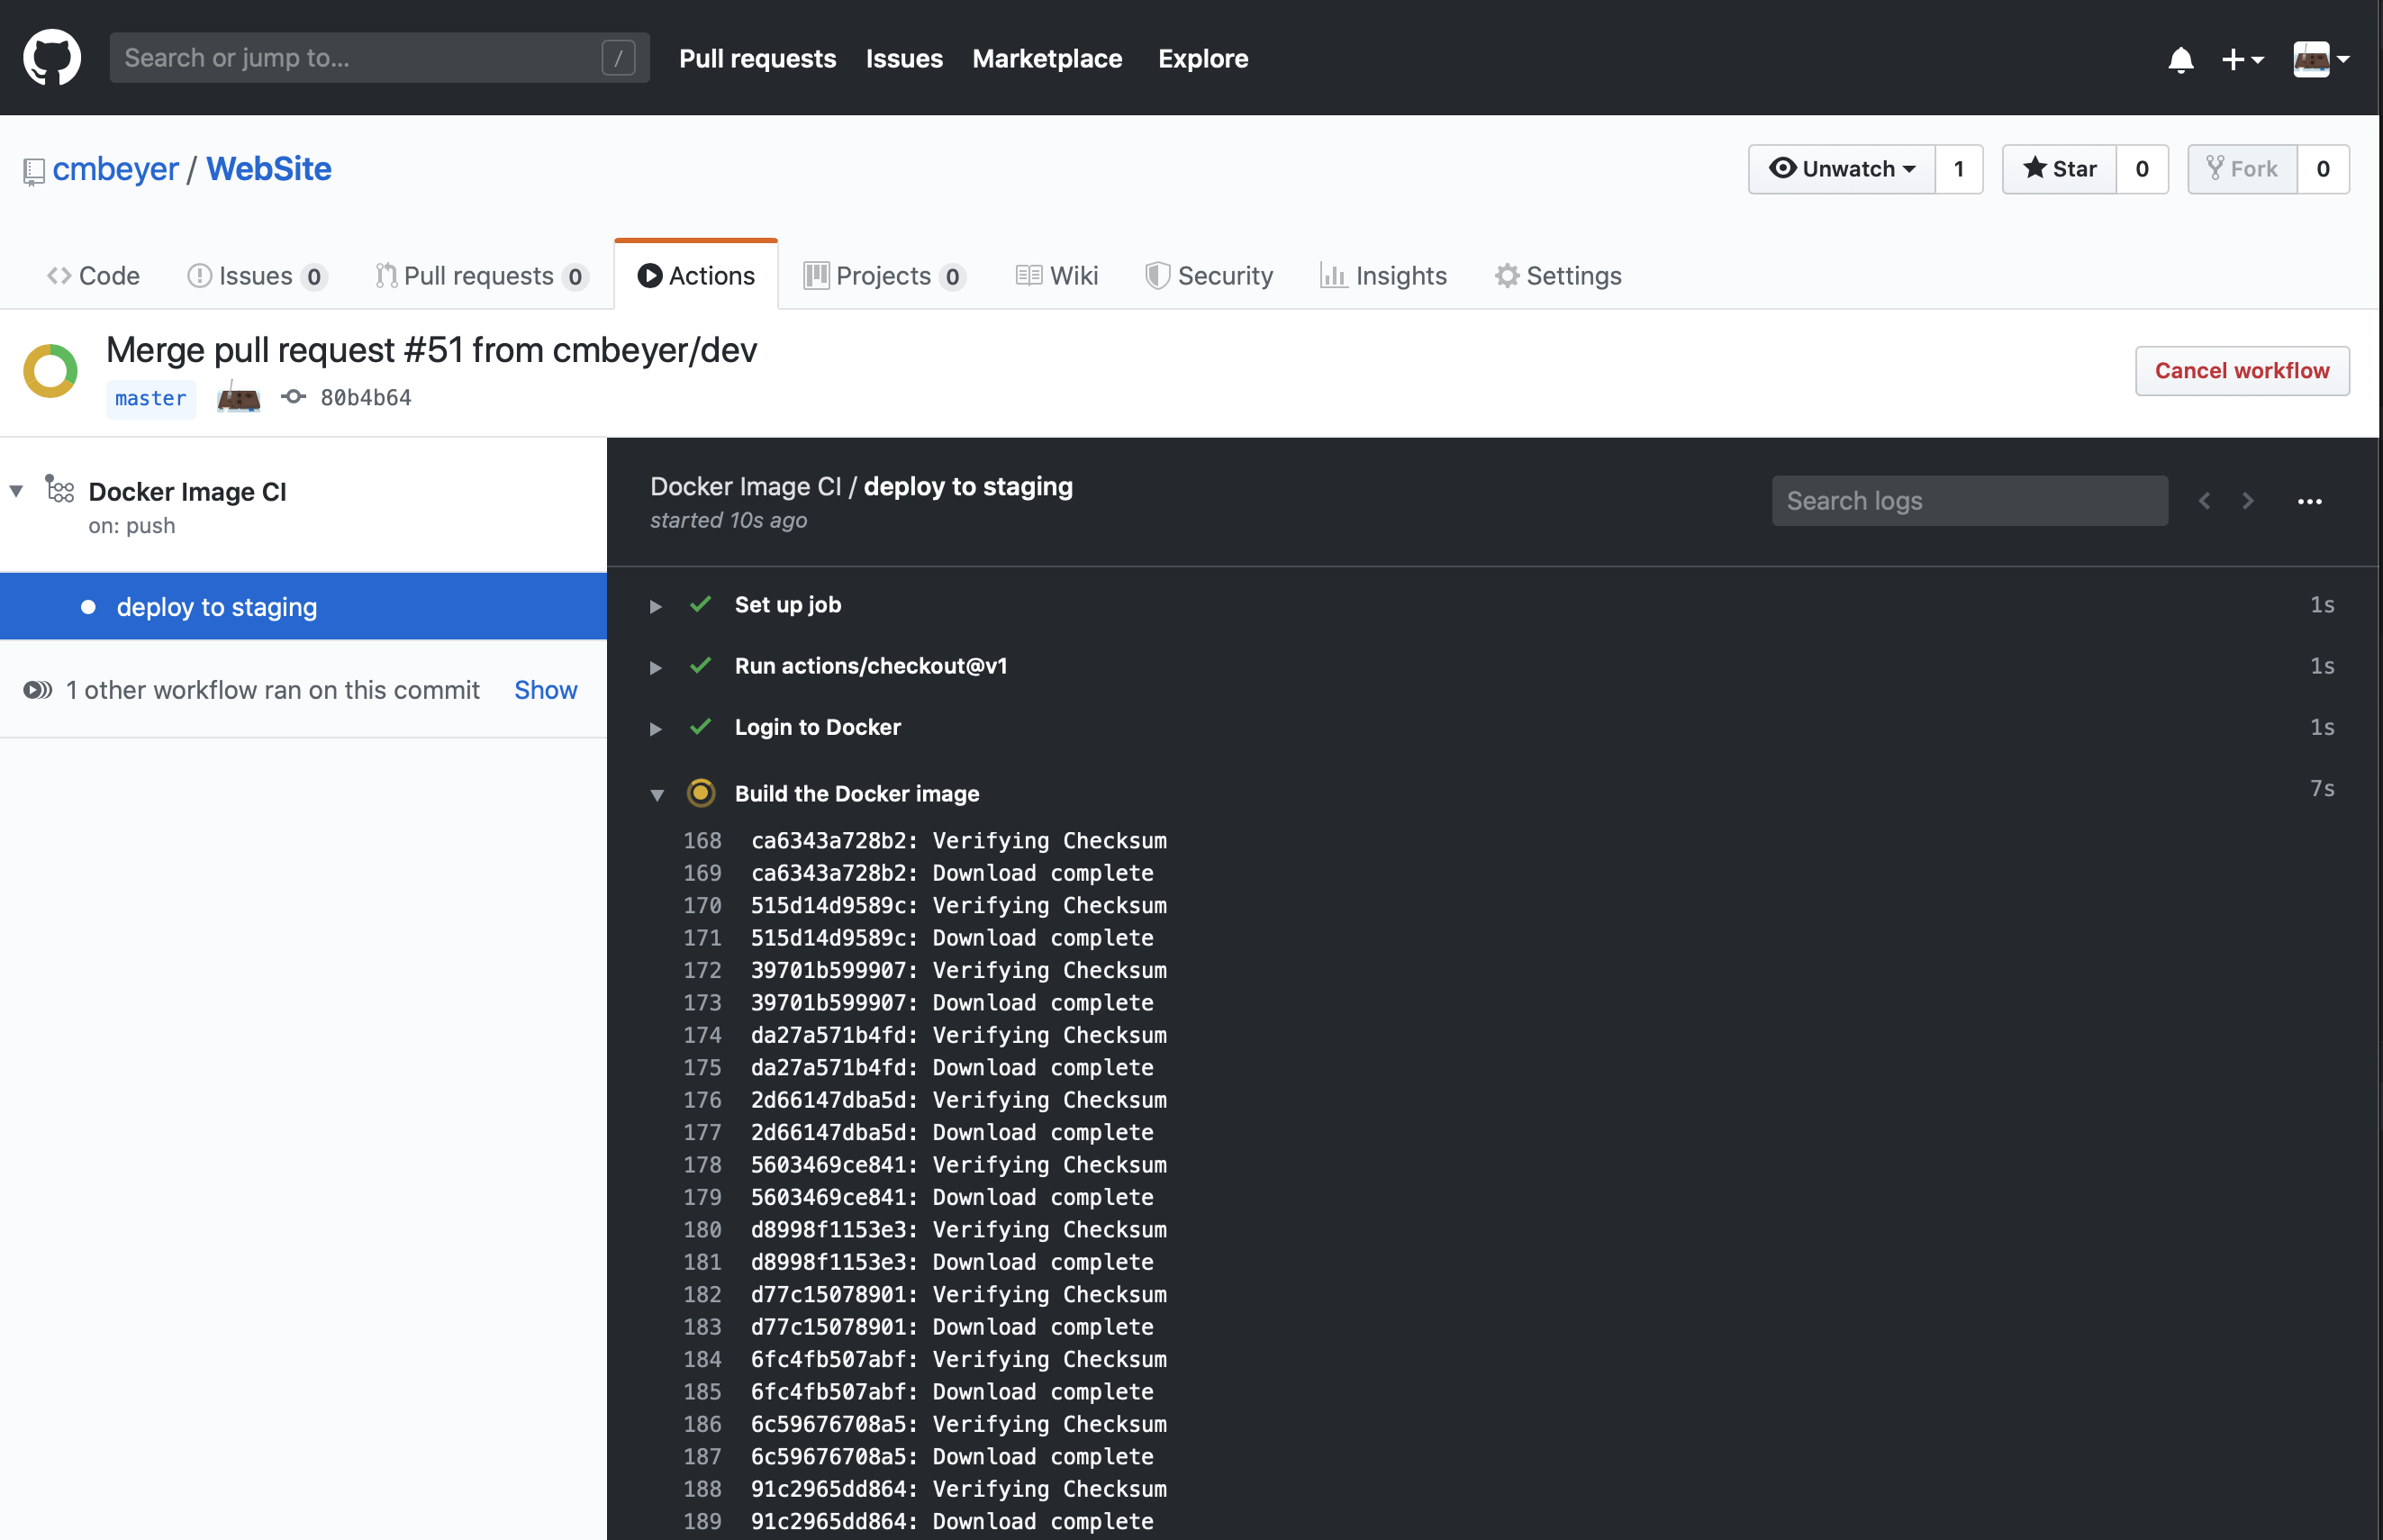 Search or jump to... /
Pull requests Issues Marketplace Explore
cmbeyer / WebSite
Unwatch 1 Star 0 Fork 0
Code Issues 0 Pull requests 0 Actions Projects 0 Wiki Security Insights Settings
Merge pull request #51 from cmbeyer/dev
master 80b4b64
Cancel workflow
Docker Image CI
on: push
deploy to staging
1 other workflow ran on this commit Show
Docker Image CI / deploy to staging
started 10s ago
Search logs
Set up job 1s
Run actions/checkout@v1 1s
Login to Docker 1s
Build the Docker image 7s
168 ca6343a728b2: Verifying Checksum
169 ca6343a728b2: Download complete
170 515d14d9589c: Verifying Checksum
171 515d14d9589c: Download complete
172 39701b599907: Verifying Checksum
173 39701b599907: Download complete
174 da27a571b4fd: Verifying Checksum
175 da27a571b4fd: Download complete
176 2d66147dba5d: Verifying Checksum
177 2d66147dba5d: Download complete
178 5603469ce841: Verifying Checksum
179 5603469ce841: Download complete
180 d8998f1153e3: Verifying Checksum
181 d8998f1153e3: Download complete
182 d77c15078901: Verifying Checksum
183 d77c15078901: Download complete
184 6fc4fb507abf: Verifying Checksum
185 6fc4fb507abf: Download complete
186 6c59676708a5: Verifying Checksum
187 6c59676708a5: Download complete
188 91c2965dd864: Verifying Checksum
189 91c2965dd864: Download complete